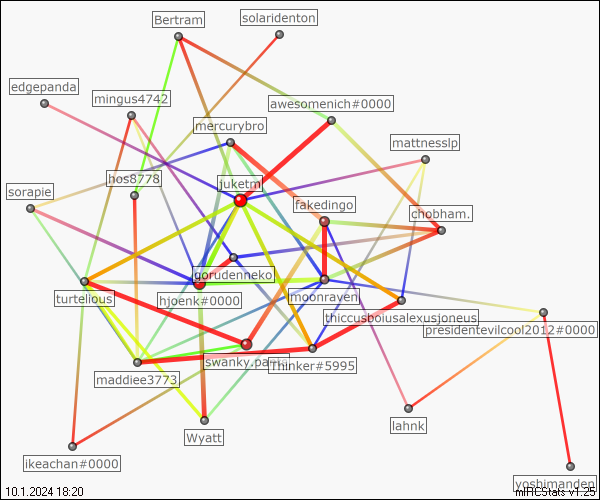 Bertram
solaridenton
edgepanda
mingus4742
awesomenich#0000
mercurybro
mattnesslp
hos8778
juketmi
sorapie
fakedingo
chobham.
gorudenneko
turtelious
hjoenk#0000
moonraven
thiccusboiusalexusjoneus
presidentevilcool2012#0000
swanky.pa
Thinker#5995
maddiee3773
lahnk
Wyatt
ikeachan#0000
yoshimanden
10.1.2024 18:20
mIRCStats v1.25